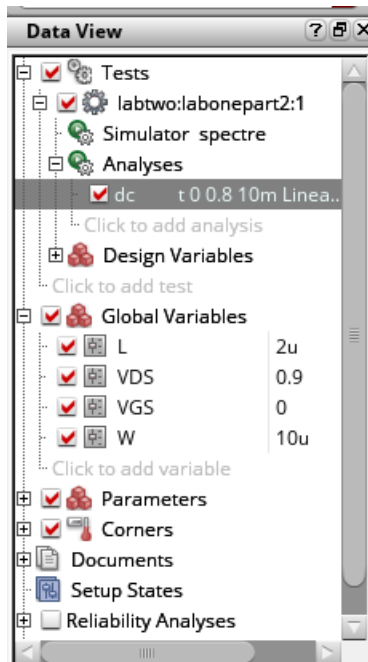 Data View
Tests
labtwo:labonepart2:1
Simulator spectre
Analyses
dc t 0 0.8 10m Linea..
Click to add analysis
Design Variables
Click to add test
Global Variables
L 2u
VDS 0.9
VGS 0
W 10u
Click to add variable
Parameters
Corners
Documents
Setup States
Reliability Analyses